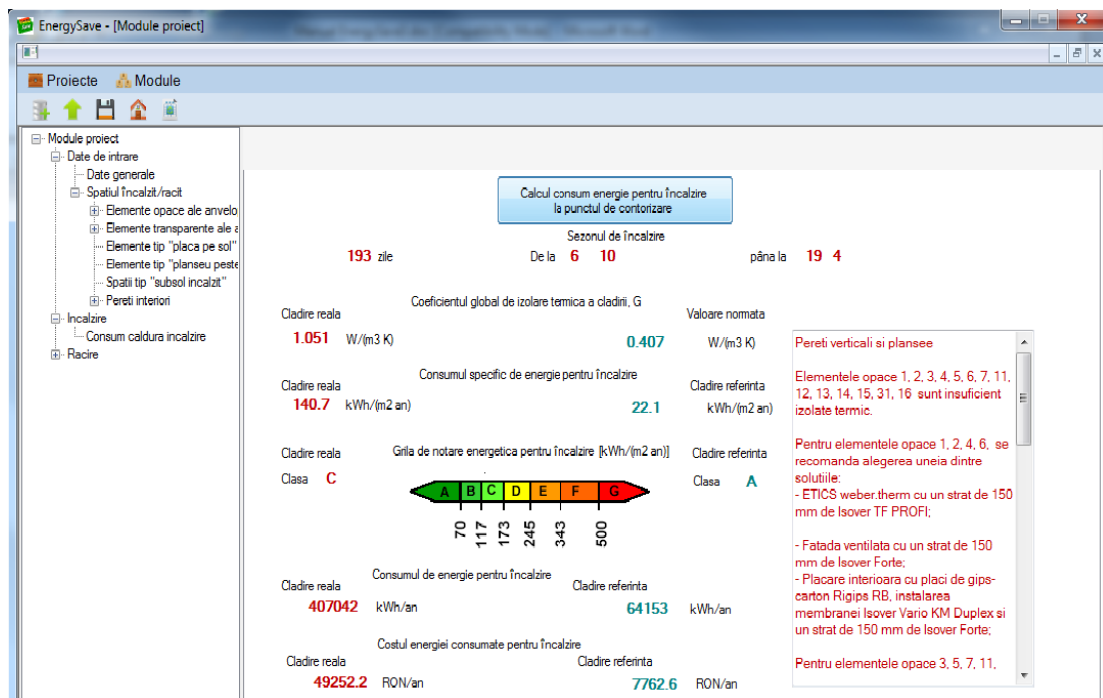 EnergySave - [Module proiect]
Proiecte Module
Module proiect
Date de intrare
Date generale
Spatiul încalzit/racit
Elemente opace ale anvelo
Elemente transparente ale a
Elemente tip "placa pe sol"
Elemente tip "planseu peste
Spatii tip "subsol incalzit"
Pereti interiori
Incalzire
Consum caldura incalzire
Racire
Calcul consum energie pentru încalzire
la punctul de contorizare
Sezonul de încalzire
193 zile De la 6 10 pâna la 19 4
Coeficientul global de izolare termica a cladirii, G
Cladire reala Valoare normata
1.051 W/(m3 K) 0.407 W/(m3 K)
Consumul specific de energie pentru încalzire
Cladire reala Cladire referinta
140.7 kWh/(m2 an) 22.1 kWh/(m2 an)
Cladire reala Grila de notare energetica pentru încalzire [kWh/(m2 an)] Cladire referinta
Clasa C Clasa A
A B C D E F G
70 117 173 245 343 500
Consumul de energie pentru încalzire
Cladire reala Cladire referinta
407042 kWh/an 64153 kWh/an
Costul energiei consumate pentru încalzire
Cladire reala Cladire referinta
49252.2 RON/an 7762.6 RON/an
Pereti verticali si plansee
Elementele opace 1, 2, 3, 4, 5, 6, 7, 11,
12, 13, 14, 15, 31, 16 sunt insuficient
izolate termic.
Pentru elementele opace 1, 2, 4, 6, se
recomanda alegerea uneia dintre
solutiile:
- ETICS weber.therm cu un strat de 150
mm de Isover TF PROFI;
- Fatada ventilata cu un strat de 150
mm de Isover Forte;
- Placare interioara cu placi de gips-
carton Rigips RB, instalarea
membranei Isover Vario KM Duplex si
un strat de 150 mm de Isover Forte;
Pentru elementele opace 3, 5, 7, 11,